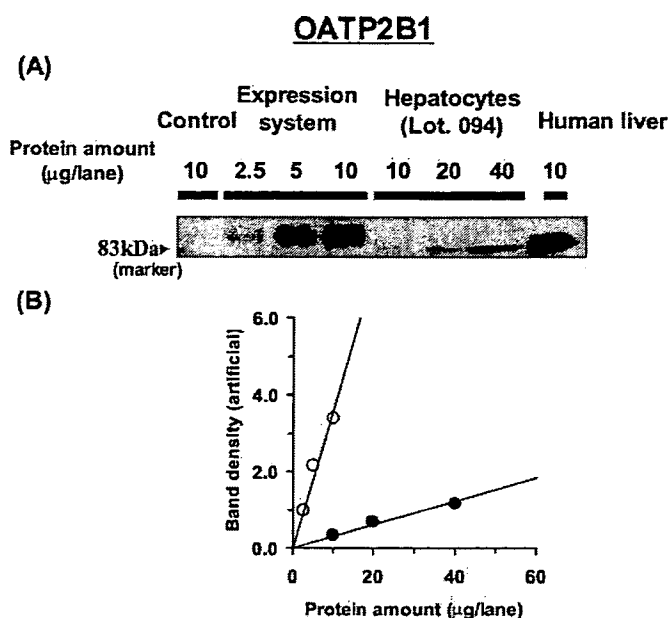 OATP2B1
(A)
Control Expression system Hepatocytes (Lot. 094) Human liver
Protein amount (μg/lane) 10 2.5 5 10 10 20 40 10
83kDa
(marker)
(B)
Band density (artificial)
6.0
4.0
2.0
0.0
0 20 40 60
Protein amount (μg/lane)